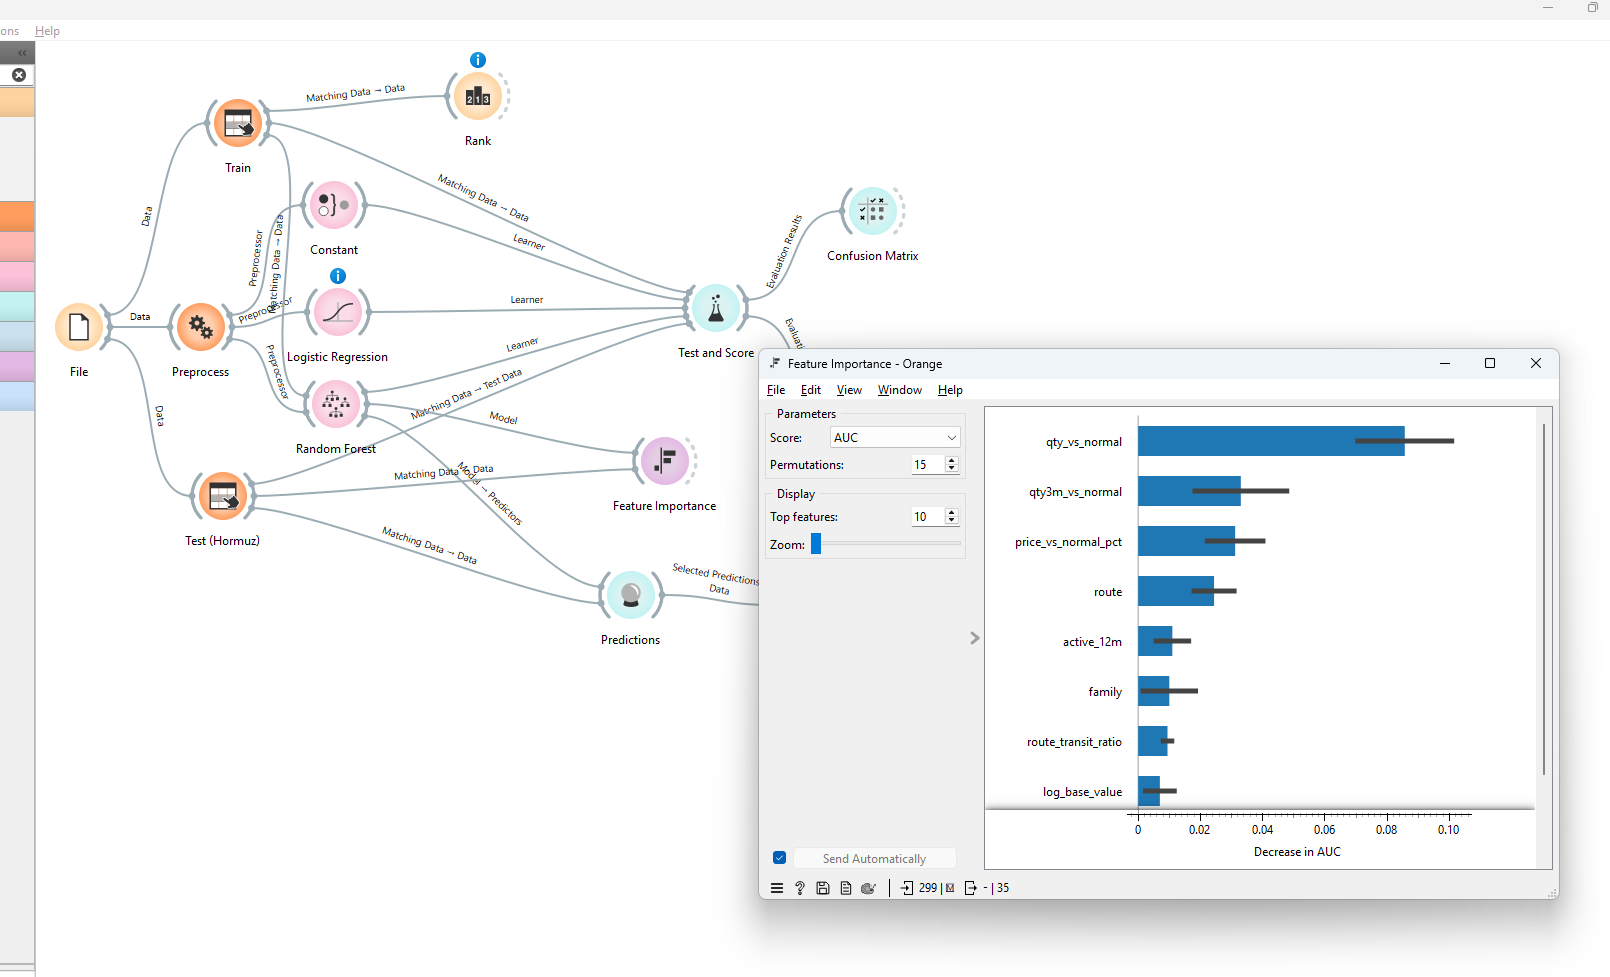 ons Help
Matching Data → Data
Rank
Train
Matching Data → Data
Data
Preprocessor
Matching Data → Data
Constant
Learner
Evaluation Results
Confusion Matrix
Data
Preprocessor
Learner
File
Preprocess
Logistic Regression
Test and Score
Preprocessor
Learner
Matching Data → Test Data
Data
Random Forest
Model
Matching Data → Data
Model → Predictors
Feature Importance
Test (Hormuz)
Matching Data → Data
Selected Predictions
Data
Predictions
Feature Importance - Orange
File Edit View Window Help
Parameters
Score: AUC
Permutations: 15
Display
Top features: 10
Zoom:
Send Automatically
299 | - | 35
qty_vs_normal
qty3m_vs_normal
price_vs_normal_pct
route
active_12m
family
route_transit_ratio
log_base_value
0 0.02 0.04 0.06 0.08 0.10
Decrease in AUC